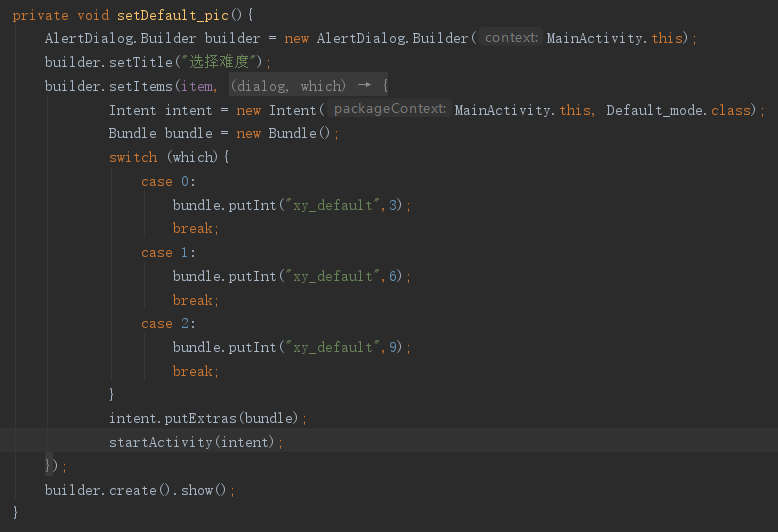 private void setDefault_pic(){
AlertDialog.Builder builder = new AlertDialog.Builder( context: MainActivity.this);
builder.setTitle("选择难度");
builder.setItems(item, (dialog, which) → {
Intent intent = new Intent( packageContext: MainActivity.this, Default_mode.class);
Bundle bundle = new Bundle();
switch (which){
case 0:
bundle.putInt("xy_default",3);
break;
case 1:
bundle.putInt("xy_default",6);
break;
case 2:
bundle.putInt("xy_default",9);
break;
}
intent.putExtras(bundle);
startActivity(intent);
});
builder.create().show();
}